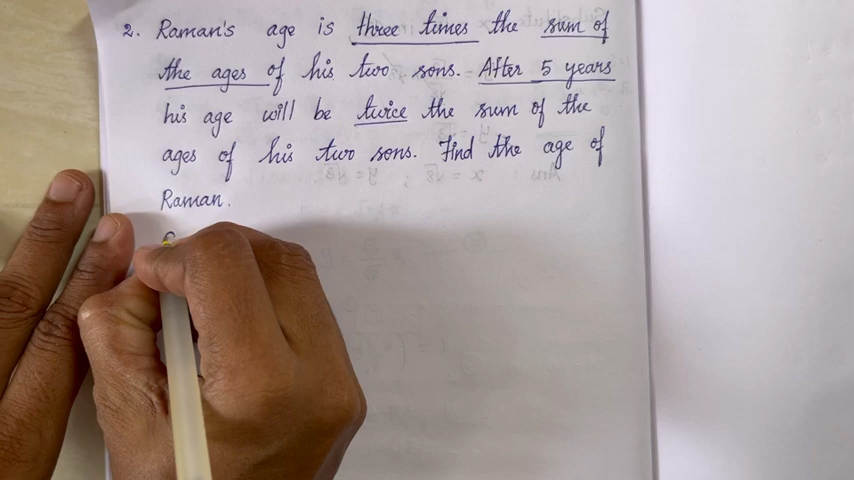 2. Raman's age is three times the sum of
the ages of his two sons. After 5 years
his age will be twice the sum of the
ages of his two sons. Find the age of
Raman.